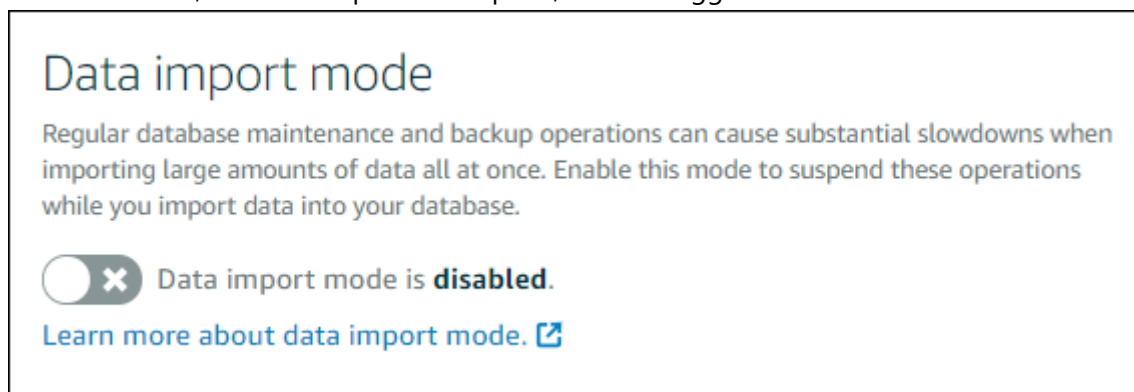 Data import mode
Regular database maintenance and backup operations can cause substantial slowdowns when
importing large amounts of data all at once. Enable this mode to suspend these operations
while you import data into your database.
Data import mode is disabled.
Learn more about data import mode.